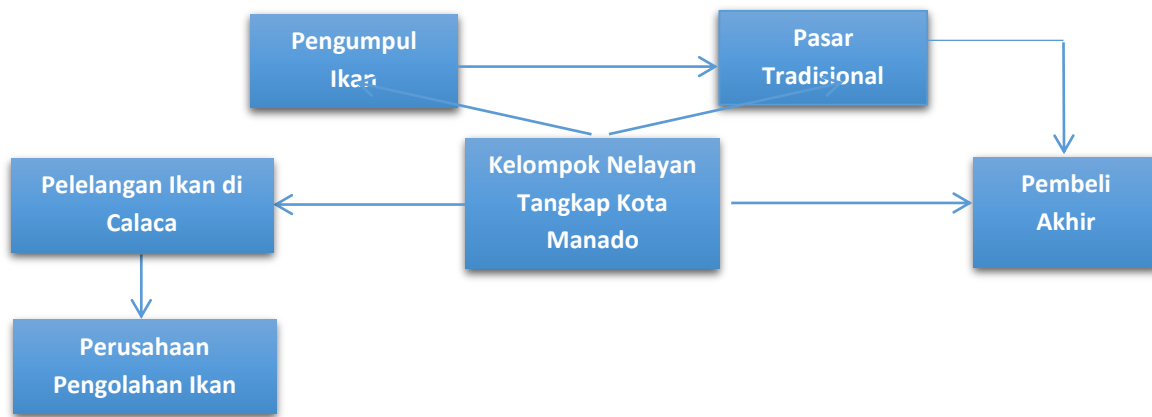 Pengumpul
Ikan
Pasar
Tradisional
Kelompok Nelayan
Tangkap Kota
Manado
Pelelangan Ikan di
Calaca
Pembeli
Akhir
Perusahaan
Pengolahan Ikan